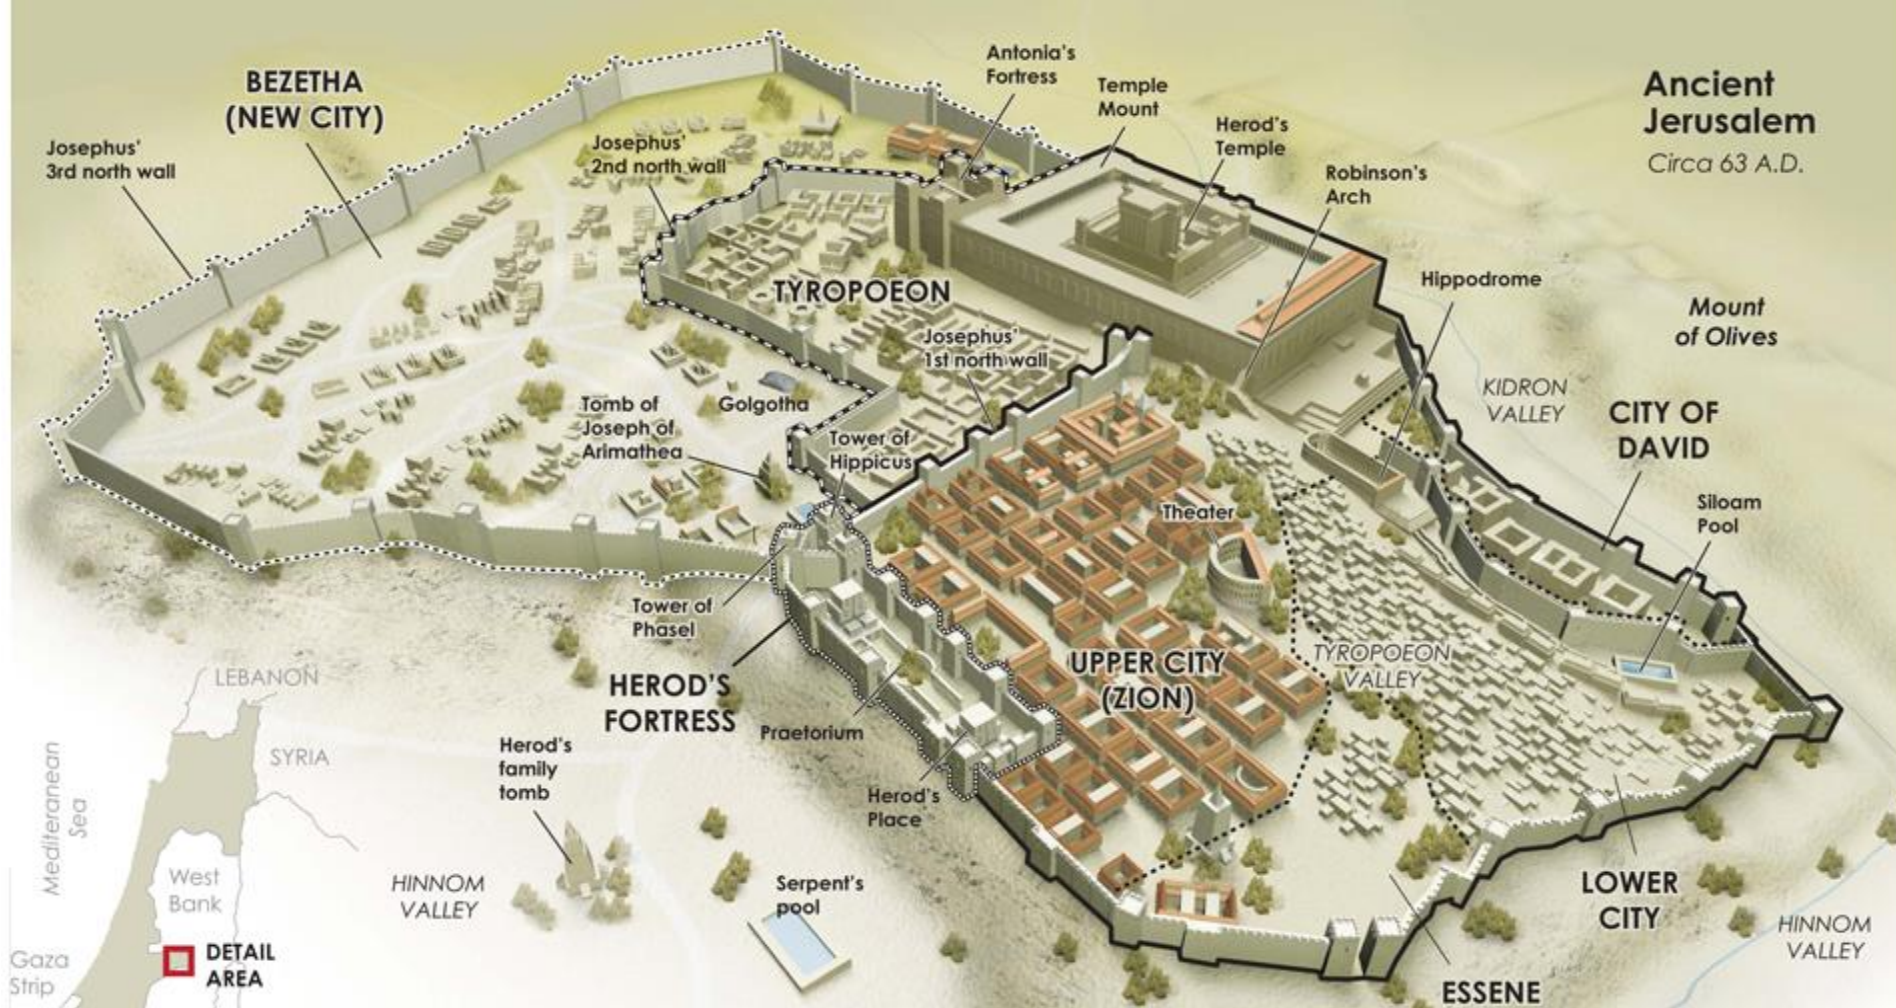 Ancient
Jerusalem
Circa 63 A.D.
BEZETHA
(NEW CITY)
Josephus'
3rd north wall
Josephus'
2nd north wall
Antonia's
Fortress
Temple
Mount
Herod's
Temple
Robinson's
Arch
Hippodrome
Mount
of Olives
TYROPOEON
Josephus'
1st north wall
KIDRON
VALLEY
CITY OF
DAVID
Golgotha
Tomb of
Joseph of
Arimathea
Tower of
Hippicus
Theater
Siloam
Pool
Tower of
Phasel
HEROD'S
FORTRESS
UPPER CITY
(ZION)
TYROPOEON
VALLEY
Praetorium
Herod's
family
tomb
Herod's
Place
Serpent's
pool
HINNOM
VALLEY
LOWER
CITY
HINNOM
VALLEY
ESSENE
LEBANON
SYRIA
Mediteranean
Sea
West
Bank
Gaza
Strip
DETAIL
AREA